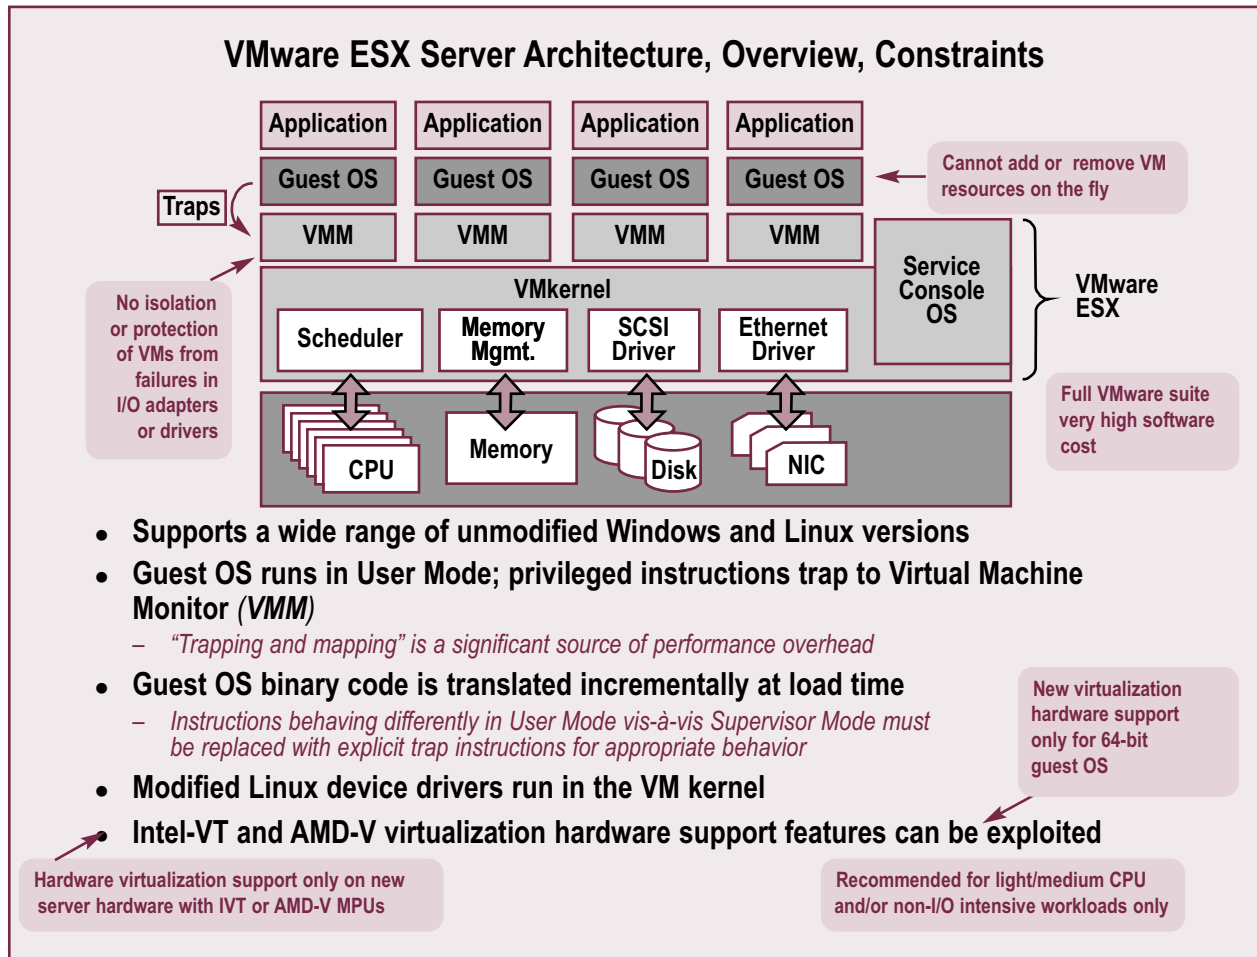 VMware ESX Server Architecture, Overview, Constraints
Application
Application
Application
Application
Guest OS
Guest OS
Guest OS
Guest OS
Cannot add or remove VM
resources on the fly
Traps
VMM
VMM
VMM
VMM
Service
Console
OS
VMware
ESX
No isolation
or protection
of VMs from
failures in
I/O adapters
or drivers
VMkernel
Scheduler
Memory
Mgmt.
SCSI
Driver
Ethernet
Driver
Full VMware suite
very high software
cost
CPU
Memory
Disk
NIC
• Supports a wide range of unmodified Windows and Linux versions
• Guest OS runs in User Mode; privileged instructions trap to Virtual Machine
Monitor (VMM)
– “Trapping and mapping” is a significant source of performance overhead
• Guest OS binary code is translated incrementally at load time
– Instructions behaving differently in User Mode vis-à-vis Supervisor Mode must
be replaced with explicit trap instructions for appropriate behavior
New virtualization
hardware support
only for 64-bit
guest OS
• Modified Linux device drivers run in the VM kernel
• Intel-VT and AMD-V virtualization hardware support features can be exploited
Hardware virtualization support only on new
server hardware with IVT or AMD-V MPUs
Recommended for light/medium CPU
and/or non-I/O intensive workloads only